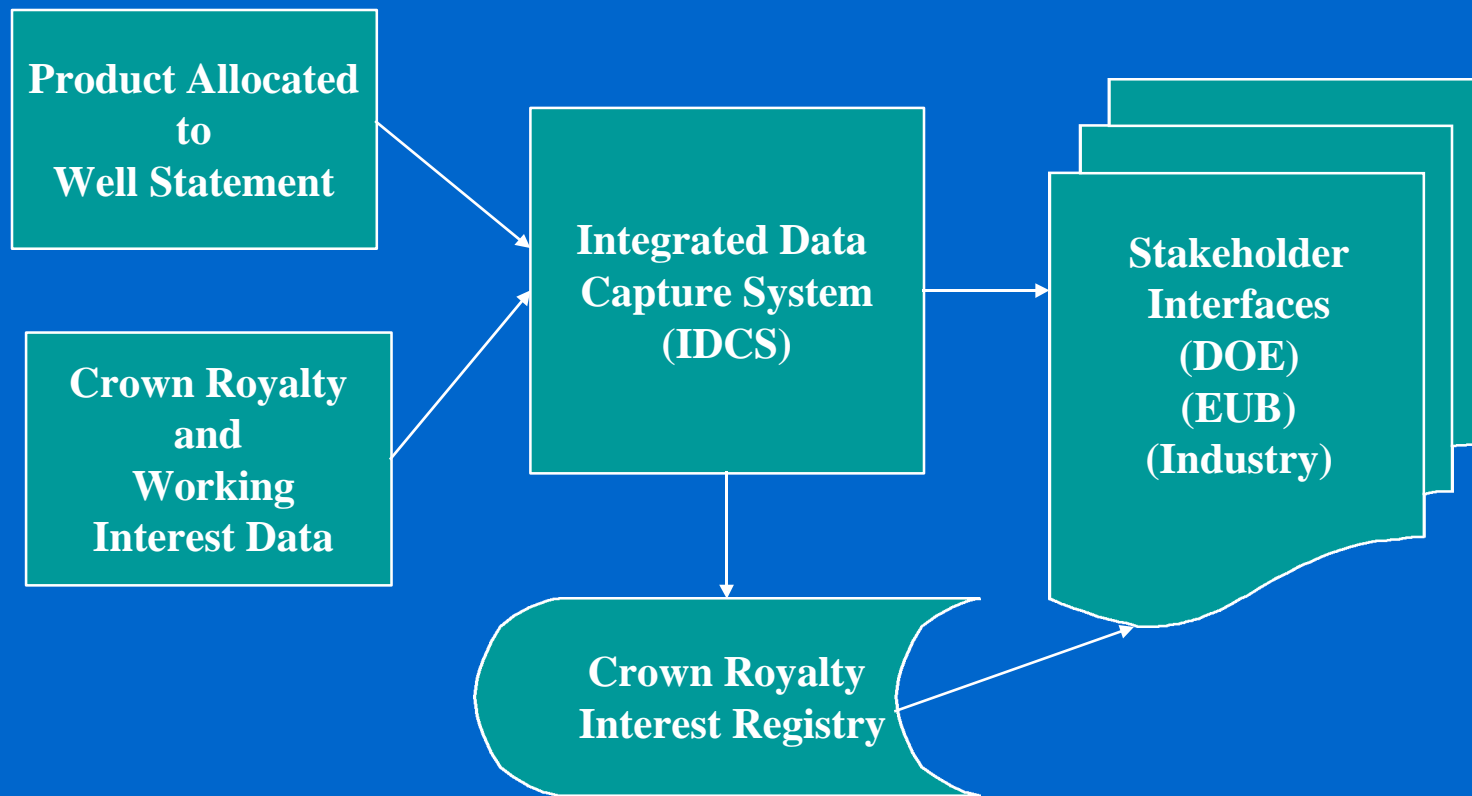 Product Allocated
to
Well Statement
Crown Royalty
and
Working
Interest Data
Integrated Data
Capture System
(IDCS)
Stakeholder
Interfaces
(DOE)
(EUB)
(Industry)
Crown Royalty
Interest Registry